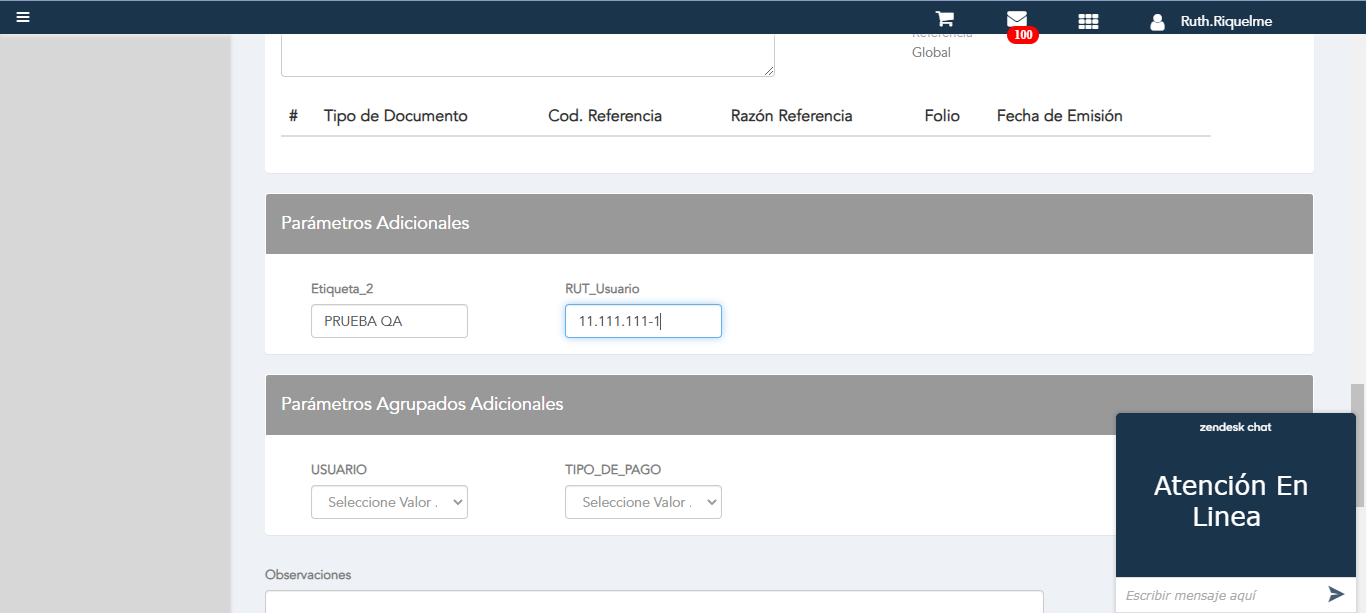 Ruth.Riquelme
100
Referencia
Global
# Tipo de Documento Cod. Referencia Razón Referencia Folio Fecha de Emisión
Parámetros Adicionales
Etiqueta_2 RUT_Usuario
PRUEBA QA 11.111.111-1
Parámetros Agrupados Adicionales
USUARIO TIPO_DE_PAGO
Seleccione Valor . Seleccione Valor .
Observaciones
zendesk chat
Atención En
Linea
Escribir mensaje aquí